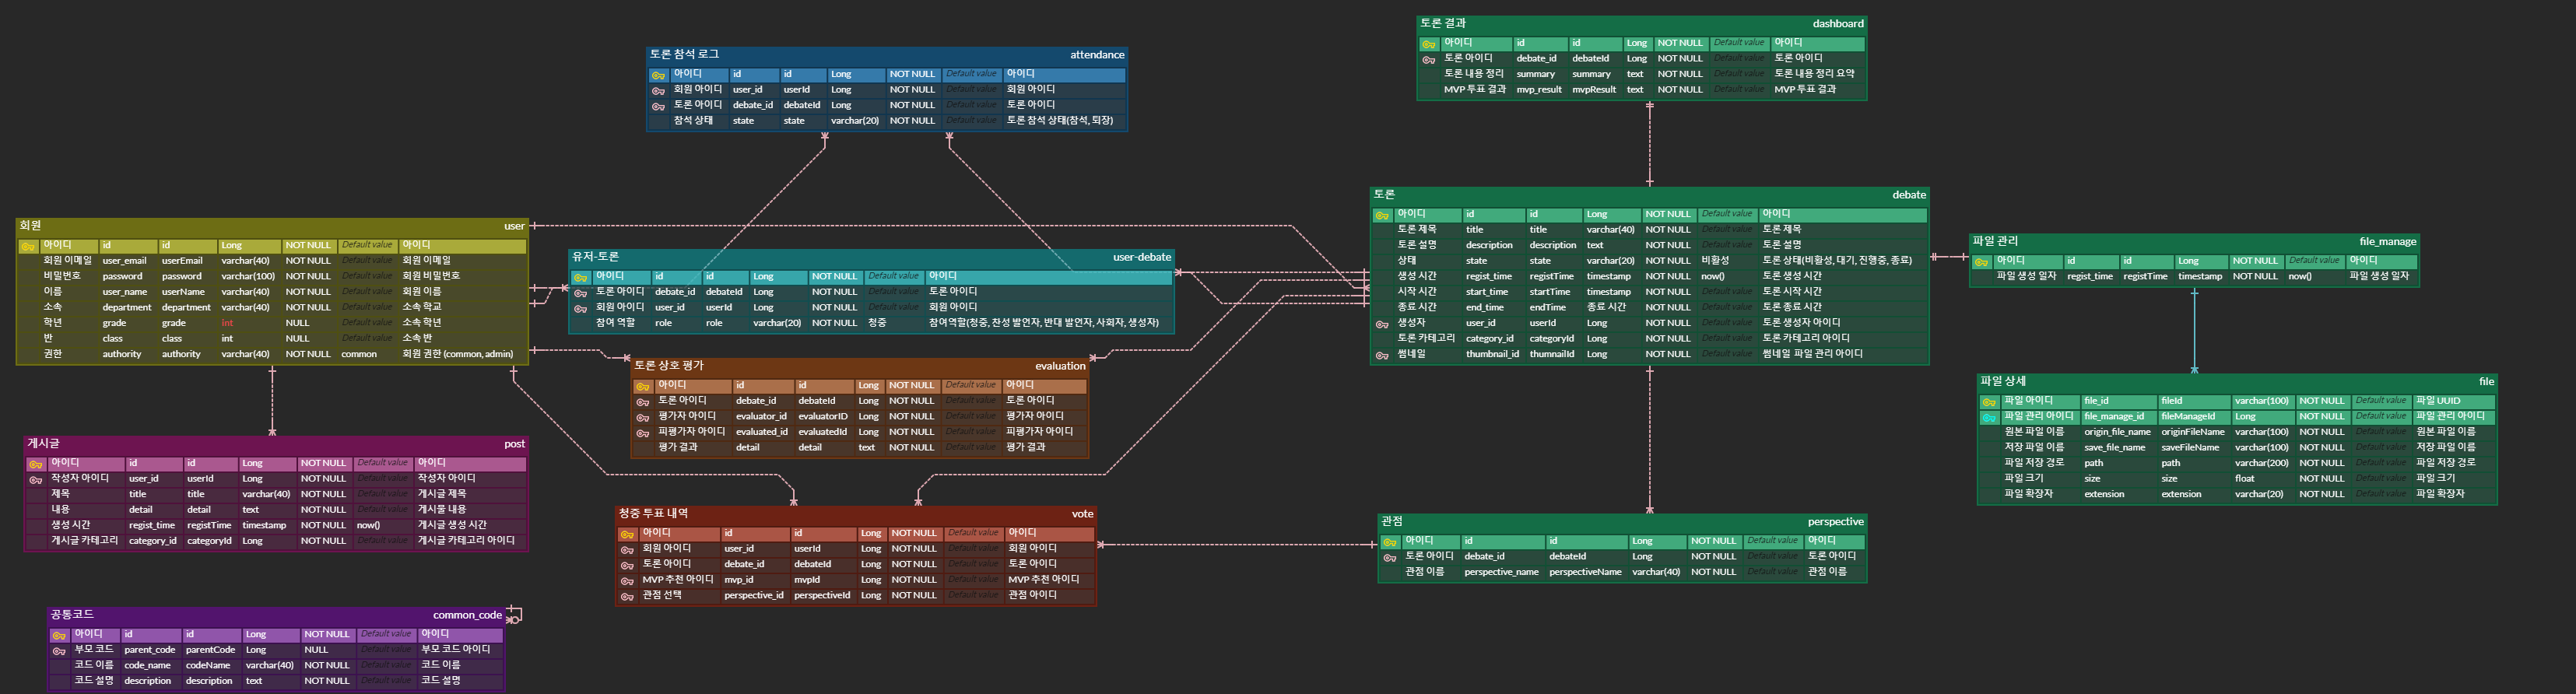 토론 결과 dashboard
아이디 id id Long NOT NULL Default value 아이디
토론 아이디 debate_id debateId Long NOT NULL Default value 토론 아이디
토론 내용 정리 summary summary text NOT NULL Default value 토론 내용 정리 요약
MVP 투표 결과 mvp_result mvpResult text NOT NULL Default value MVP 투표 결과
토론 참석 로그 attendance
아이디 id id Long NOT NULL Default value 아이디
회원 아이디 user_id userId Long NOT NULL Default value 회원 아이디
토론 아이디 debate_id debateId Long NOT NULL Default value 토론 아이디
참석 상태 state state varchar(20) NOT NULL Default value 토론 참석 상태(참석, 퇴장)
토론 debate
아이디 id id Long NOT NULL Default value 아이디
토론 제목 title title varchar(40) NOT NULL Default value 토론 제목
토론 설명 description description text NOT NULL Default value 토론 설명
상태 state state varchar(20) NOT NULL 비활성 토론 상태(비활성, 대기, 진행중, 종료)
생성 시간 regist_time registTime timestamp NOT NULL now() 토론 생성 시간
시작 시간 start_time startTime timestamp NOT NULL Default value 토론 시작 시간
종료 시간 end_time endTime 종료 시간 NOT NULL Default value 토론 종료 시간
생성자 user_id userId Long NOT NULL Default value 토론 생성자 아이디
토론 카테고리 category_id categoryId Long NOT NULL Default value 토론 카테고리 아이디
썸네일 thumbnail_id thumnailId Long NOT NULL Default value 썸네일 파일 관리 아이디
회원 user
아이디 id id Long NOT NULL Default value 아이디
회원 이메일 user_email userEmail varchar(40) NOT NULL Default value 회원 이메일
비밀번호 password password varchar(100) NOT NULL Default value 회원 비밀번호
이름 user_name userName varchar(40) NOT NULL Default value 회원 이름
소속 department department varchar(40) NOT NULL Default value 소속 학교
학년 grade grade Int NULL Default value 소속 학년
반 class class int NULL Default value 소속 반
권한 authority authority varchar(40) NOT NULL common 회원 권한 (common, admin)
파일 관리 file_manage
아이디 id id Long NOT NULL Default value 아이디
파일 생성 일자 regist_time registTime timestamp NOT NULL now() 파일 생성 일자
유저-토론 user-debate
아이디 id id Long NOT NULL Default value 아이디
토론 아이디 debate_id debateId Long NOT NULL Default value 토론 아이디
회원 아이디 user_id userId Long NOT NULL Default value 회원 아이디
참여 역할 role role varchar(20) NOT NULL 청중 참여역할(청중, 찬성 발언자, 반대 발언자, 사회자, 생성자)
토론 상호 평가 evaluation
아이디 id id Long NOT NULL Default value 아이디
토론 아이디 debate_id debateId Long NOT NULL Default value 토론 아이디
평가자 아이디 evaluator_id evaluatorID Long NOT NULL Default value 평가자 아이디
피평가자 아이디 evaluated_id evaluatedId Long NOT NULL Default value 피평가자 아이디
평가 결과 detail detail text NOT NULL Default value 평가 결과
파일 상세 file
파일 아이디 file_id fileId varchar(100) NOT NULL Default value 파일 UUID
파일 관리 아이디 file_manage_id fileManageId Long NOT NULL Default value 파일 관리 아이디
원본 파일 이름 origin_file_name originFileName varchar(100) NOT NULL Default value 원본 파일 이름
저장 파일 이름 save_file_name saveFileName varchar(100) NOT NULL Default value 저장 파일 이름
파일 저장 경로 path path varchar(200) NOT NULL Default value 파일 저장 경로
파일 크기 size size float NOT NULL Default value 파일 크기
파일 확장자 extension extension varchar(20) NOT NULL Default value 파일 확장자
게시글 post
아이디 id id Long NOT NULL Default value 아이디
작성자 아이디 user_id userId Long NOT NULL Default value 작성자 아이디
제목 title title varchar(40) NOT NULL Default value 게시글 제목
내용 detail detail text NOT NULL Default value 게시물 내용
생성 시간 regist_time registTime timestamp NOT NULL now() 게시글 생성 시간
게시글 카테고리 category_id categoryId Long NOT NULL Default value 게시글 카테고리 아이디
청중 투표 내역 vote
아이디 id id Long NOT NULL Default value 아이디
회원 아이디 user_id userId Long NOT NULL Default value 회원 아이디
토론 아이디 debate_id debateId Long NOT NULL Default value 토론 아이디
MVP 추천 아이디 mvp_id mvpId Long NOT NULL Default value MVP 추천 아이디
관점 선택 perspective_id perspectiveId Long NOT NULL Default value 관점 아이디
관점 perspective
아이디 id id Long NOT NULL Default value 아이디
토론 아이디 debate_id debateId Long NOT NULL Default value 토론 아이디
관점 이름 perspective_name perspectiveName varchar(40) NOT NULL Default value 관점 이름
공통코드 common_code
아이디 id id Long NOT NULL Default value 아이디
부모 코드 parent_code parentCode Long NULL Default value 부모 코드 아이디
코드 이름 code_name codeName varchar(40) NOT NULL Default value 코드 이름
코드 설명 description description text NOT NULL Default value 코드 설명